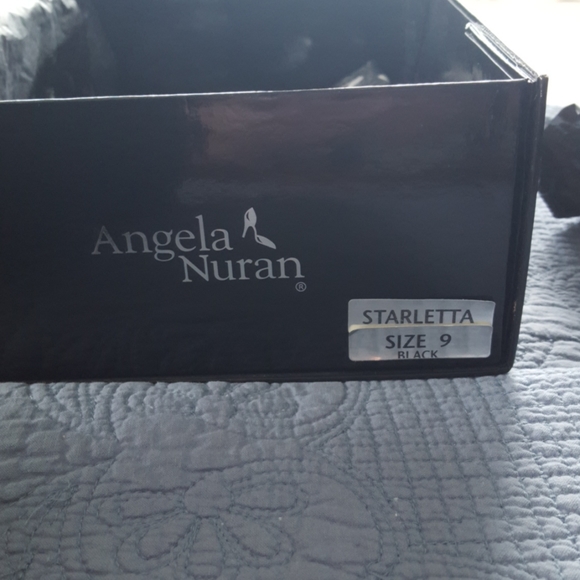 Angela
Nuran
®
STARLETTA
SIZE 9
BLACK